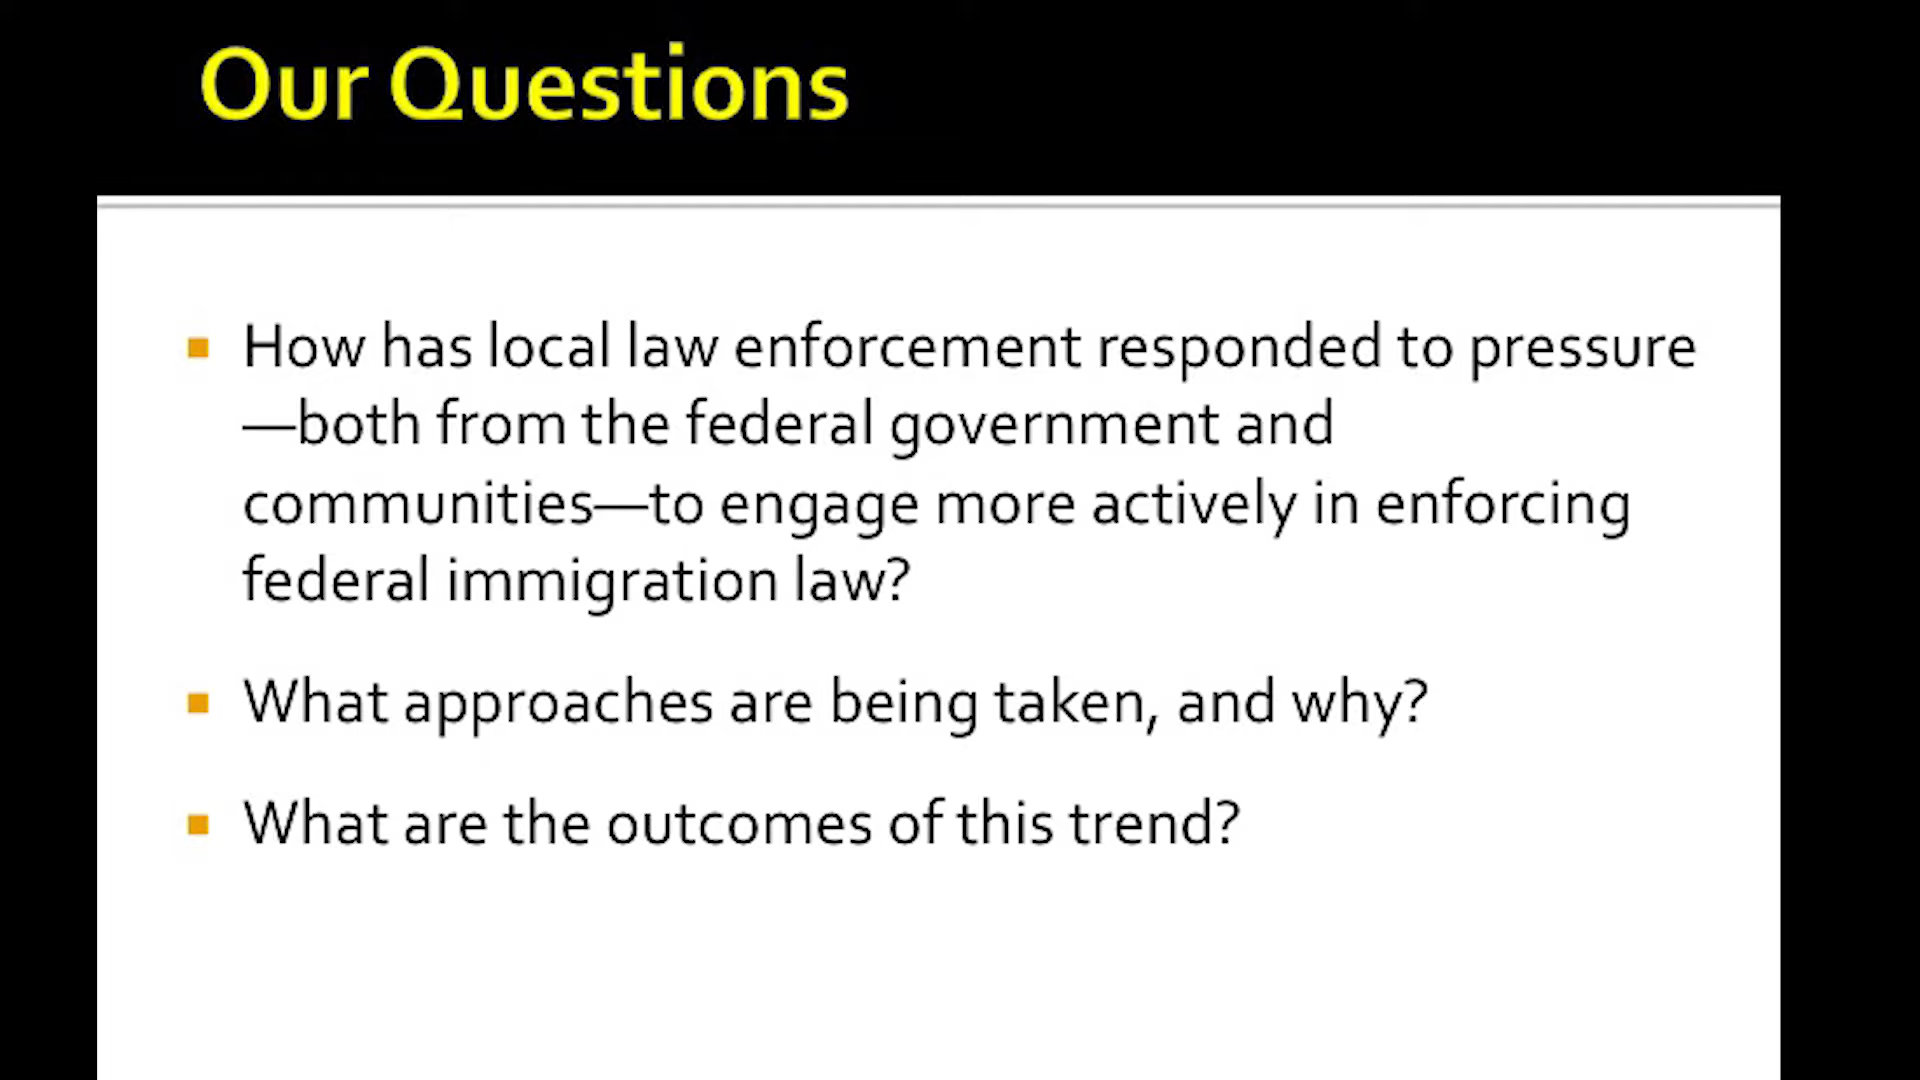 Our Questions
How has local law enforcement responded to pressure
—both from the federal government and
communities—to engage more actively in enforcing
federal immigration law?
What approaches are being taken, and why?
What are the outcomes of this trend?